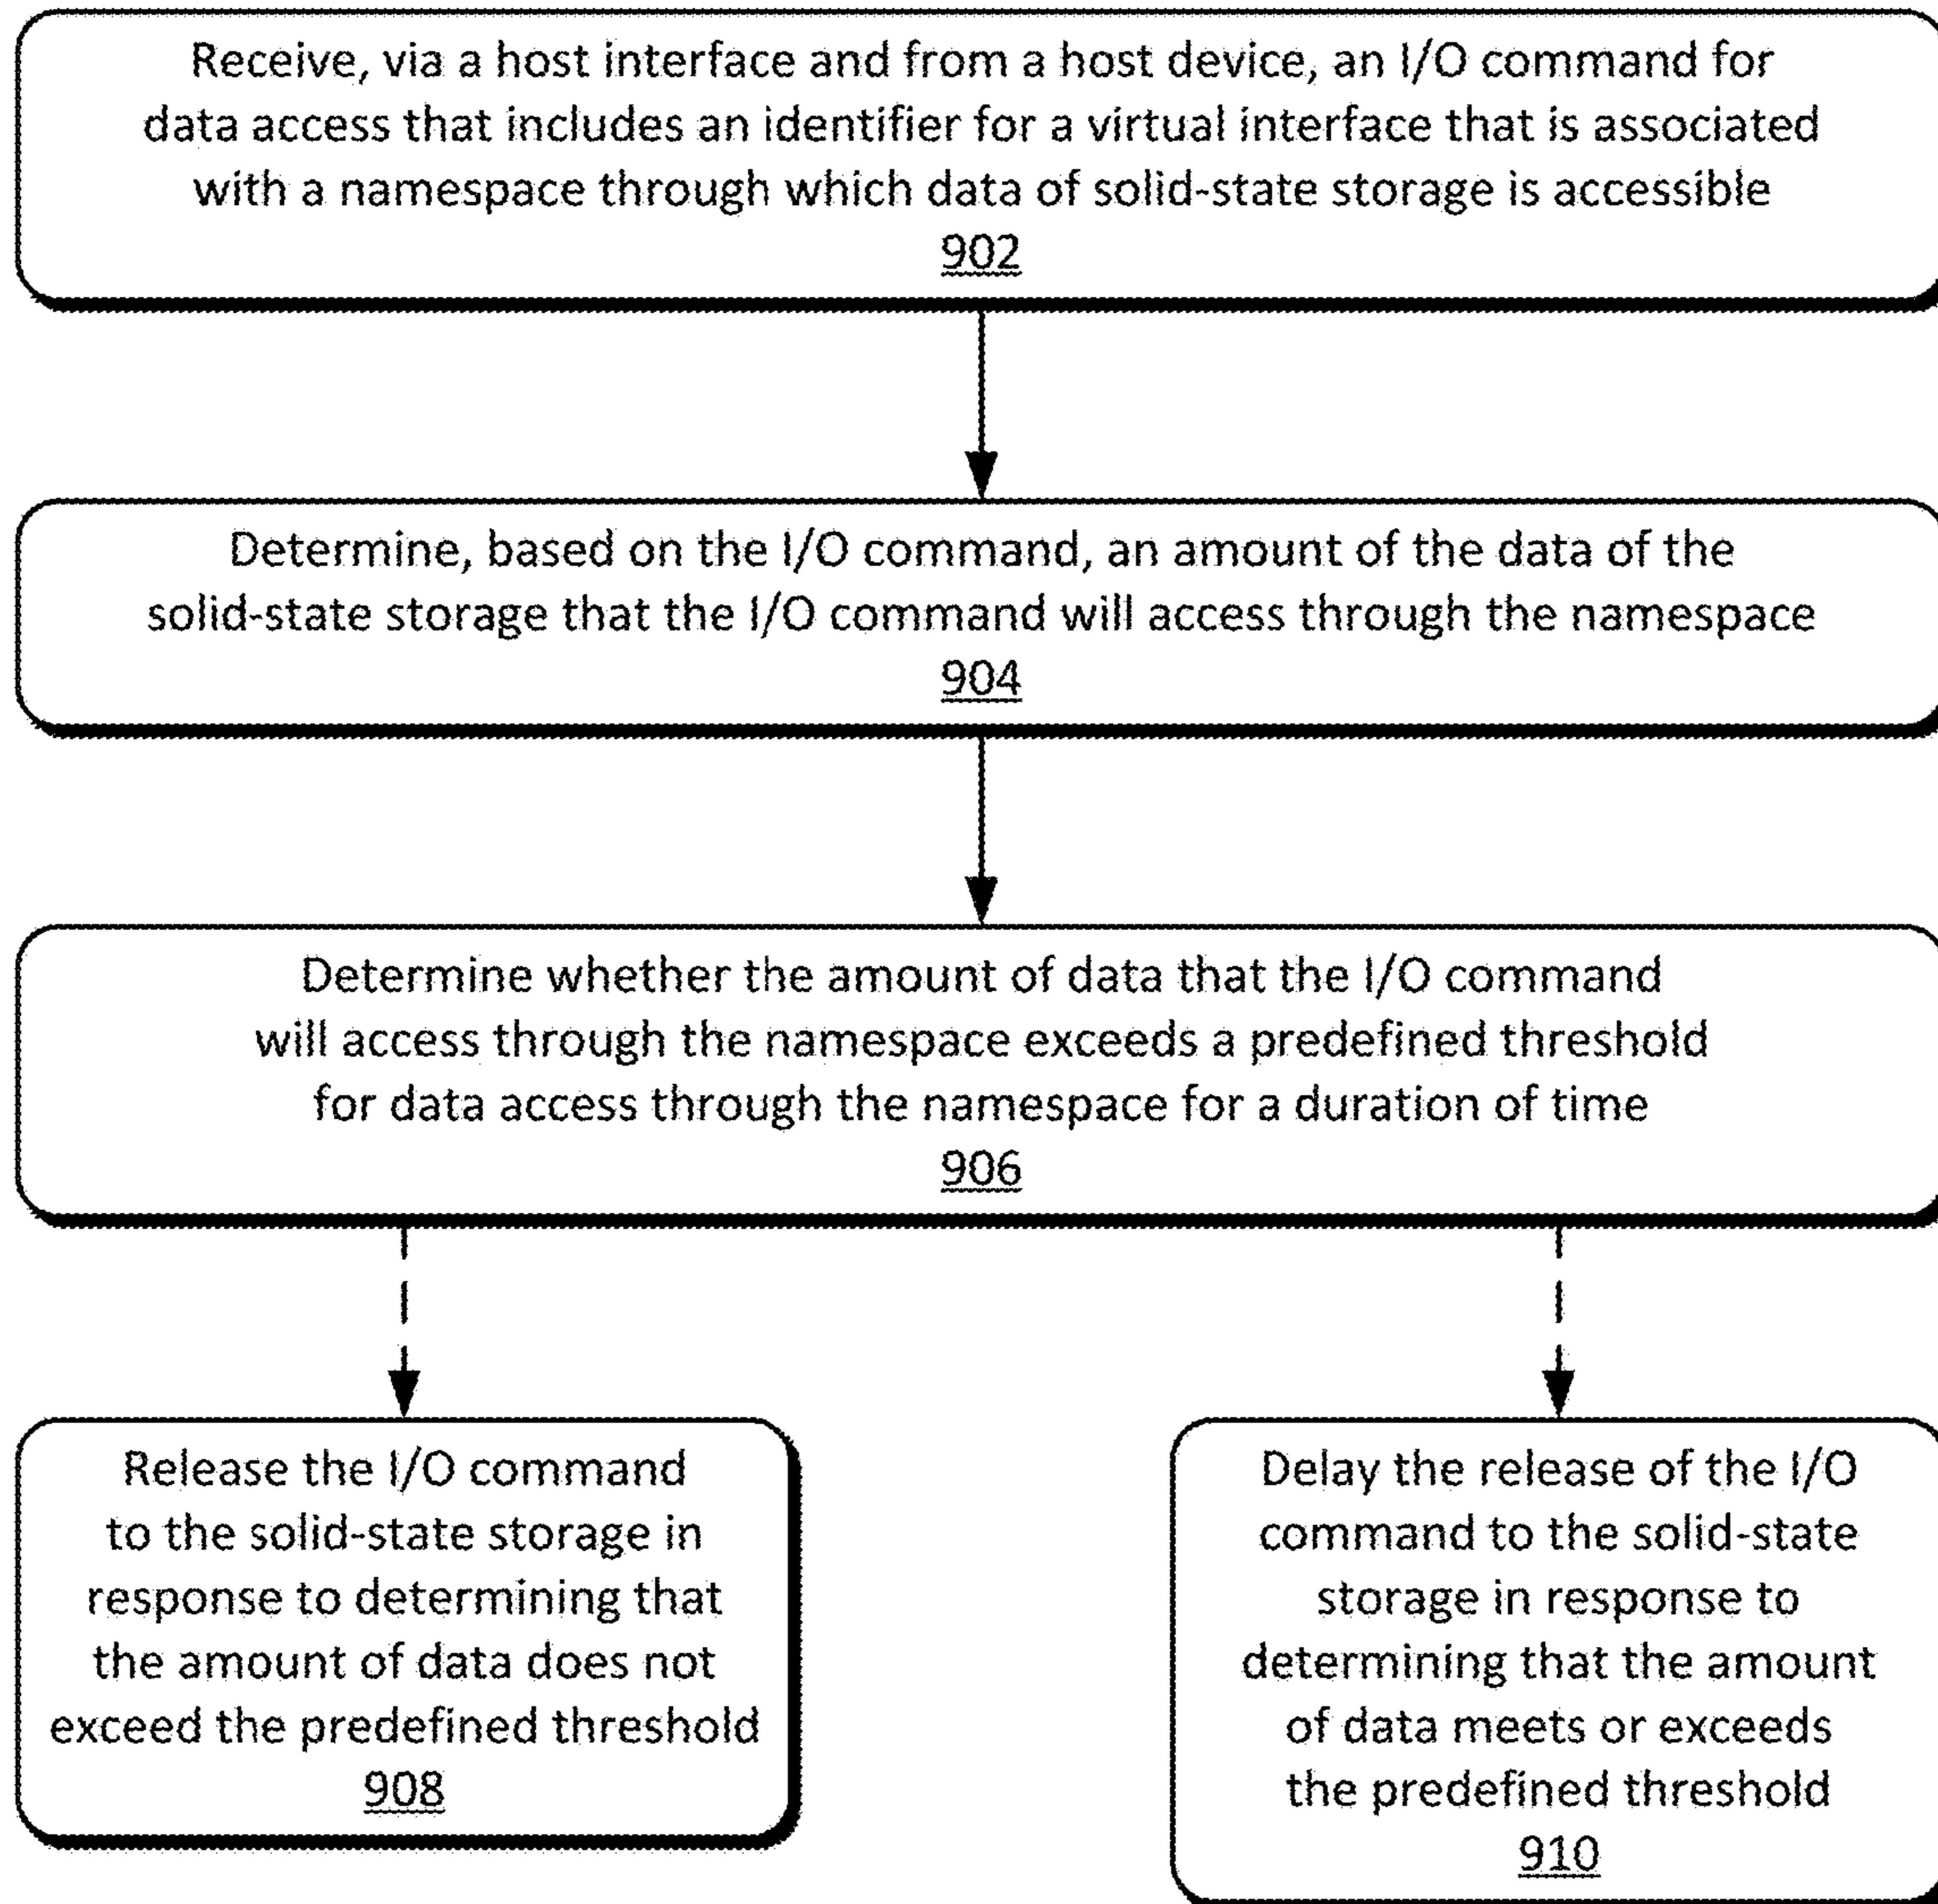 Receive, via a host interface and from a host device, an I/O command for
data access that includes an identifier for a virtual interface that is associated
with a namespace through which data of solid-state storage is accessible
902
Determine, based on the I/O command, an amount of the data of the
solid-state storage that the I/O command will access through the namespace
904
Determine whether the amount of data that the I/O command
will access through the namespace exceeds a predefined threshold
for data access through the namespace for a duration of time
906
Release the I/O command
to the solid-state storage in
response to determining that
the amount of data does not
exceed the predefined threshold
908
Delay the release of the I/O
command to the solid-state
storage in response to
determining that the amount
of data meets or exceeds
the predefined threshold
910